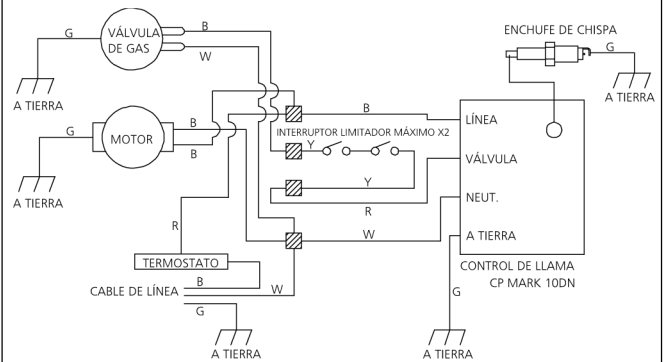 ENCHUFE DE CHISPA
G
A TIERRA
G
VÁLVULA
DE GAS
B
W
A TIERRA
G
MOTOR
B
B
A TIERRA
B
INTERRUPTOR LIMITADOR MÁXIMO X2
Y
Y
R
W
LÍNEA
VÁLVULA
NEUT.
A TIERRA
CONTROL DE LLAMA
CP MARK 10DN
R
TERMOSTATO
CABLE DE LÍNEA
B
W
G
A TIERRA
G
A TIERRA